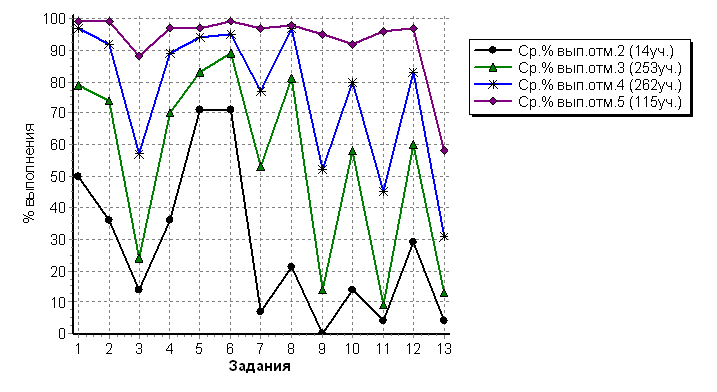 100
90
80
70
60
50
40
30
20
10
0
% выполнения
1 2 3 4 5 6 7 8 9 10 11 12 13
Задания
Ср.% вып.отм.2 (14уч.)
Ср.% вып.отм.3 (253уч.)
Ср.% вып.отм.4 (262уч.)
Ср.% вып.отм.5 (115уч.)